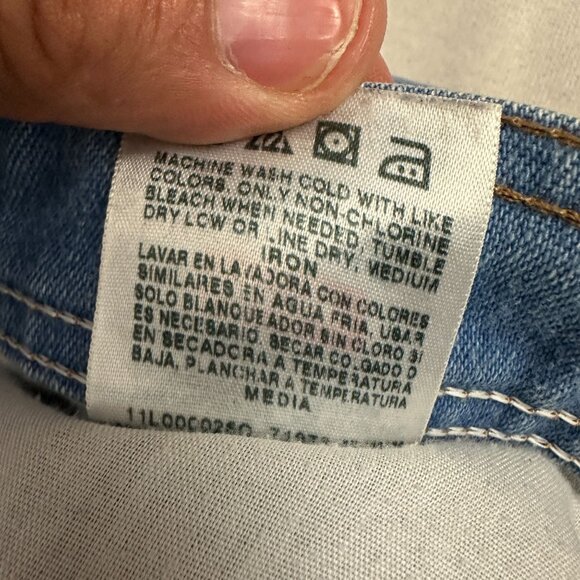 MACHINE WASH COLD WITH LIKE
COLORS. ONLY NON-CHLORINE
BLEACH WHEN NEEDED. TUMBLE
DRY LOW OR LINE DRY, MEDIUM
IRON
LAVAR EN LAVADORA CON COLORES
SIMILARES EN AGUA FRIA, USAR
SOLO BLANQUEADOR SIN CLORO SI
ES NECESARIO. SECAR COLGADO O
EN SECADORA A TEMPERATURA
BAJA, PLANCHAR A TEMPERATURA
MEDIA